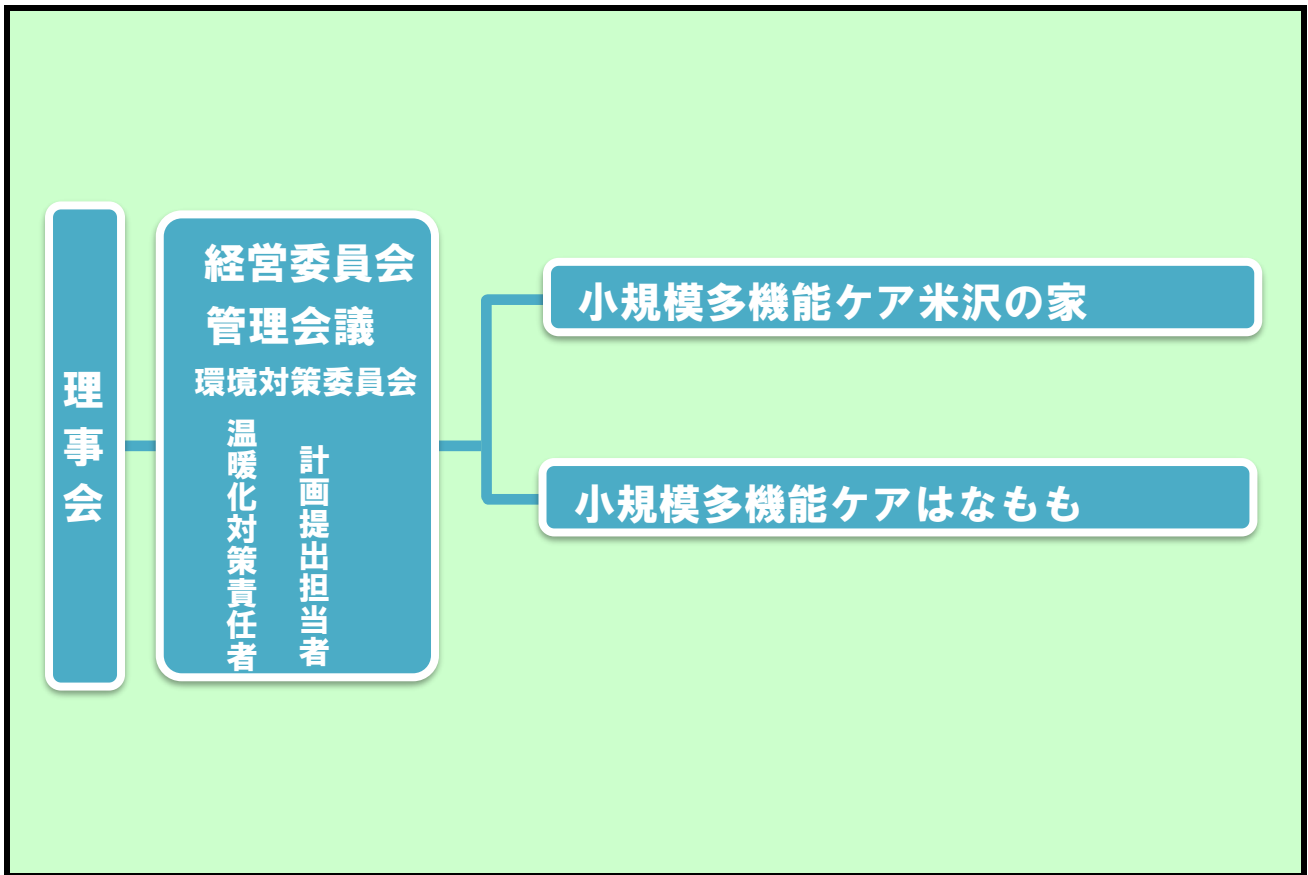 理事会
経営委員会
管理会議
環境対策委員会
温暖化対策責任者
計画提出担当者
小規模多機能ケア米沢の家
小規模多機能ケアはなもも